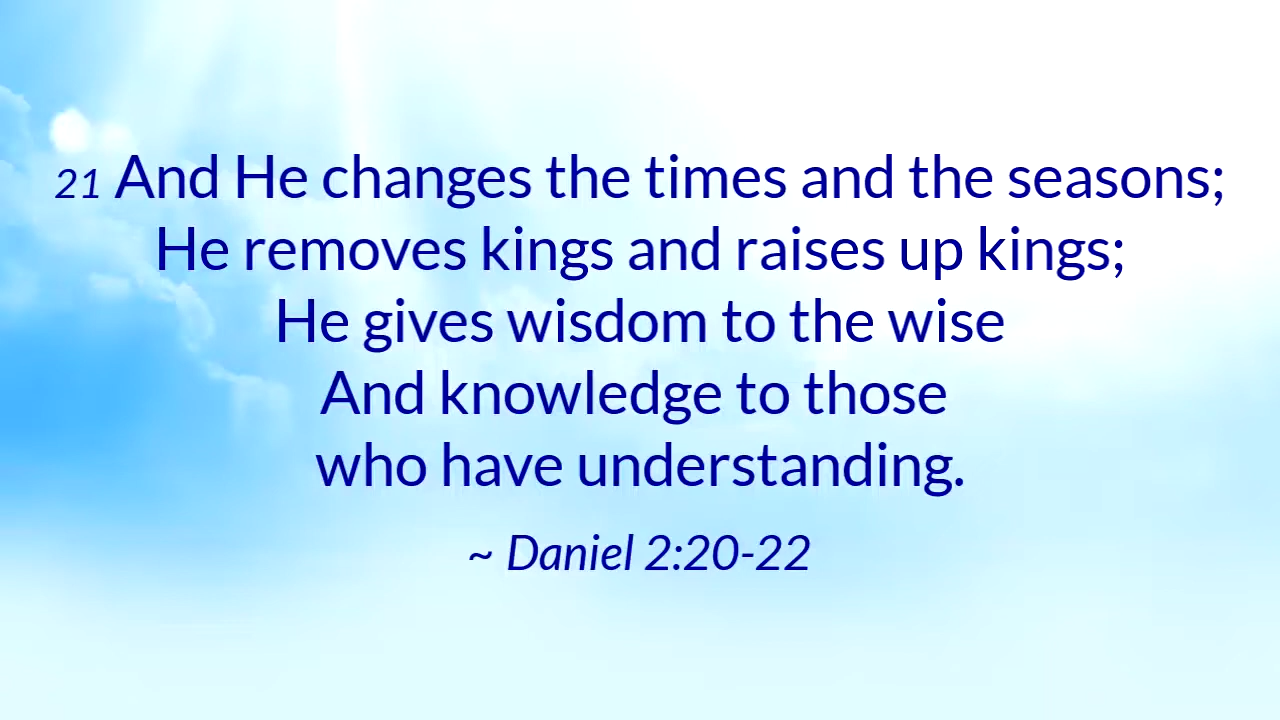 21 And He changes the times and the seasons;
He removes kings and raises up kings;
He gives wisdom to the wise
And knowledge to those
who have understanding.
~ Daniel 2:20-22